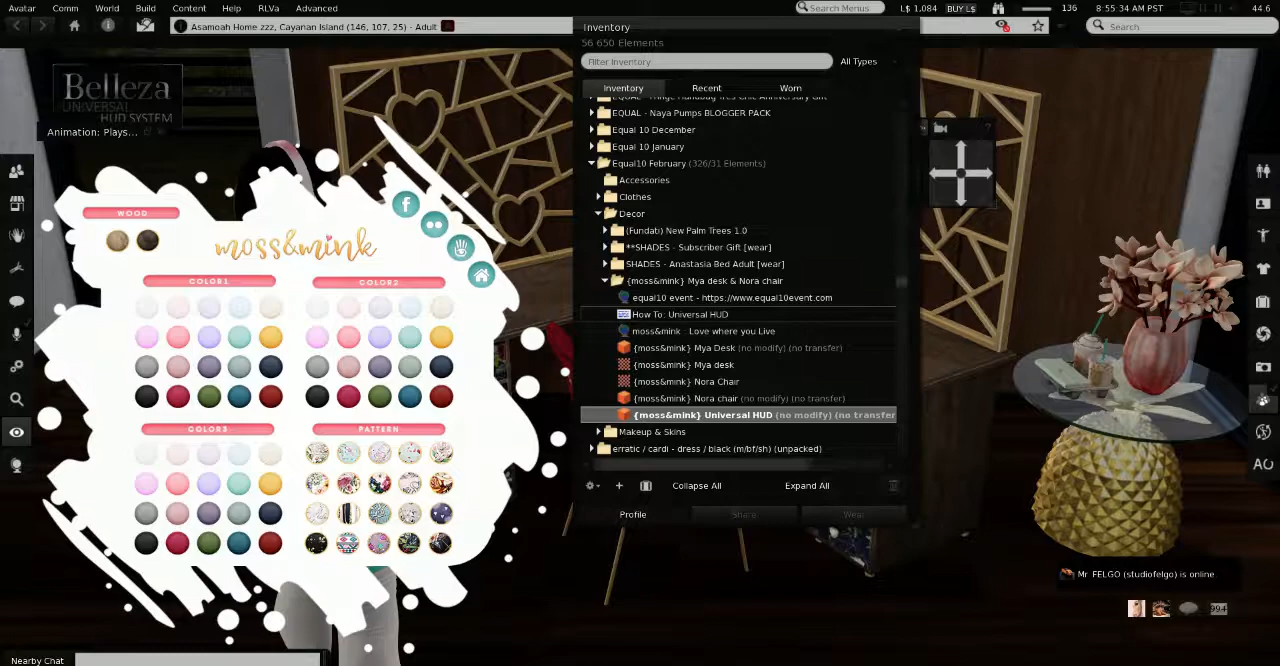 Avatar Comm World Build Content Help RLVa Advanced
Search Menus
L$ 1,084 BUY L$ 136 8:55:34 AM PST 44.6
Asamoah Home zzz, Cayanan Island (146, 107, 25) - Adult
Search
Belleza
UNIVERSAL
HUD SYSTEM
Animation: Plays...
WOOD
moss&mink
COLOR1
COLOR2
COLOR3
PATTERN
Inventory
56 650 Elements
Filter Inventory
All Types
Inventory Recent Worn
EQUAL - Naya Pumps BLOGGER PACK
Equal 10 December
Equal 10 January
Equal10 February (326/31 Elements)
Accessories
Clothes
Decor
(Fundati) New Palm Trees 1.0
**SHADES - Subscriber Gift [wear]
SHADES - Anastasia Bed Adult [wear]
{moss&mink} Mya desk & Nora chair
equal10 event - https://www.equal10event.com
How To: Universal HUD
moss&mink : Love where you Live
{moss&mink} Mya Desk (no modify) (no transfer)
{moss&mink} Mya desk
{moss&mink} Nora Chair
{moss&mink} Nora chair (no modify) (no transfer)
{moss&mink} Universal HUD (no modify) (no transfer
Makeup & Skins
erratic / cardi - dress / black (m/bf/sh) (unpacked)
Collapse All Expand All
Profile Share Wear
AO
Mr FELGO (studiofelgo) is online
994
Nearby Chat